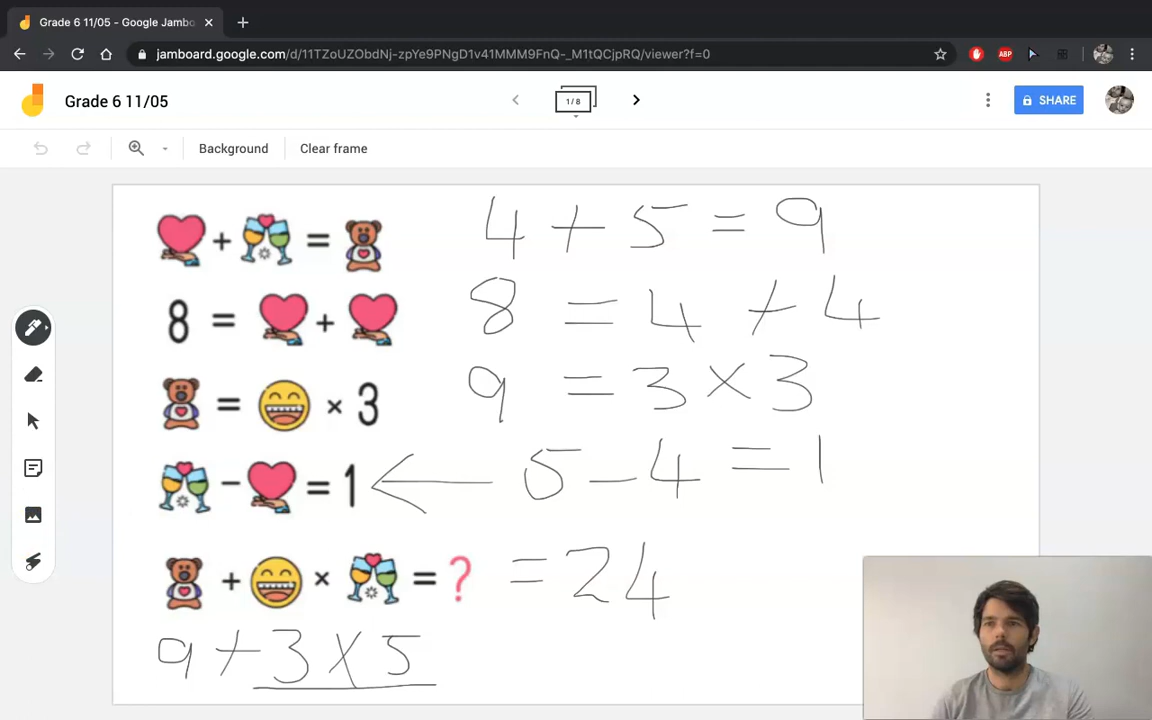 Grade 6 11/05 - Google Jambo
jamboard.google.com/d/11TZoUZObdNj-zpYe9PNgD1v41MMM9FnQ-_M1tQCjpRQ/viewer?f=0
ABP
Grade 6 11/05
1/8
SHARE
Background
Clear frame
+ = 4 + 5 = 9
8 = + 8 = 4 + 4
= × 3 9 = 3 × 3
- = 1 5 - 4 = 1
+ × = ? = 24
9 + 3 × 5